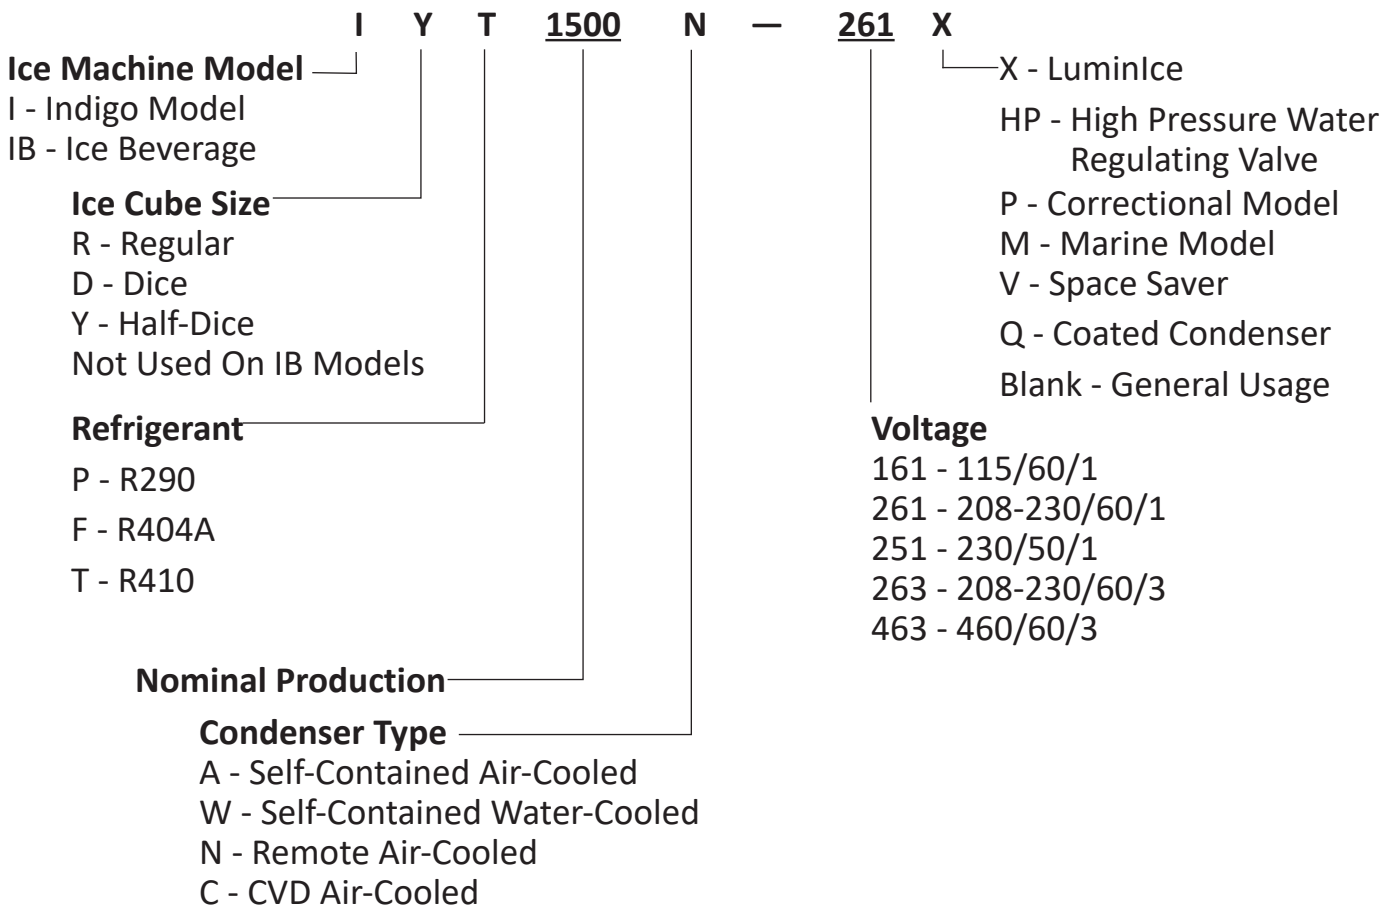 I Y T 1500 N — 261 X
Ice Machine Model
I - Indigo Model
IB - Ice Beverage
Ice Cube Size
R - Regular
D - Dice
Y - Half-Dice
Not Used On IB Models
Refrigerant
P - R290
F - R404A
T - R410
Nominal Production
Condenser Type
A - Self-Contained Air-Cooled
W - Self-Contained Water-Cooled
N - Remote Air-Cooled
C - CVD Air-Cooled
X - LuminIce
HP - High Pressure Water
Regulating Valve
P - Correctional Model
M - Marine Model
V - Space Saver
Q - Coated Condenser
Blank - General Usage
Voltage
161 - 115/60/1
261 - 208-230/60/1
251 - 230/50/1
263 - 208-230/60/3
463 - 460/60/3